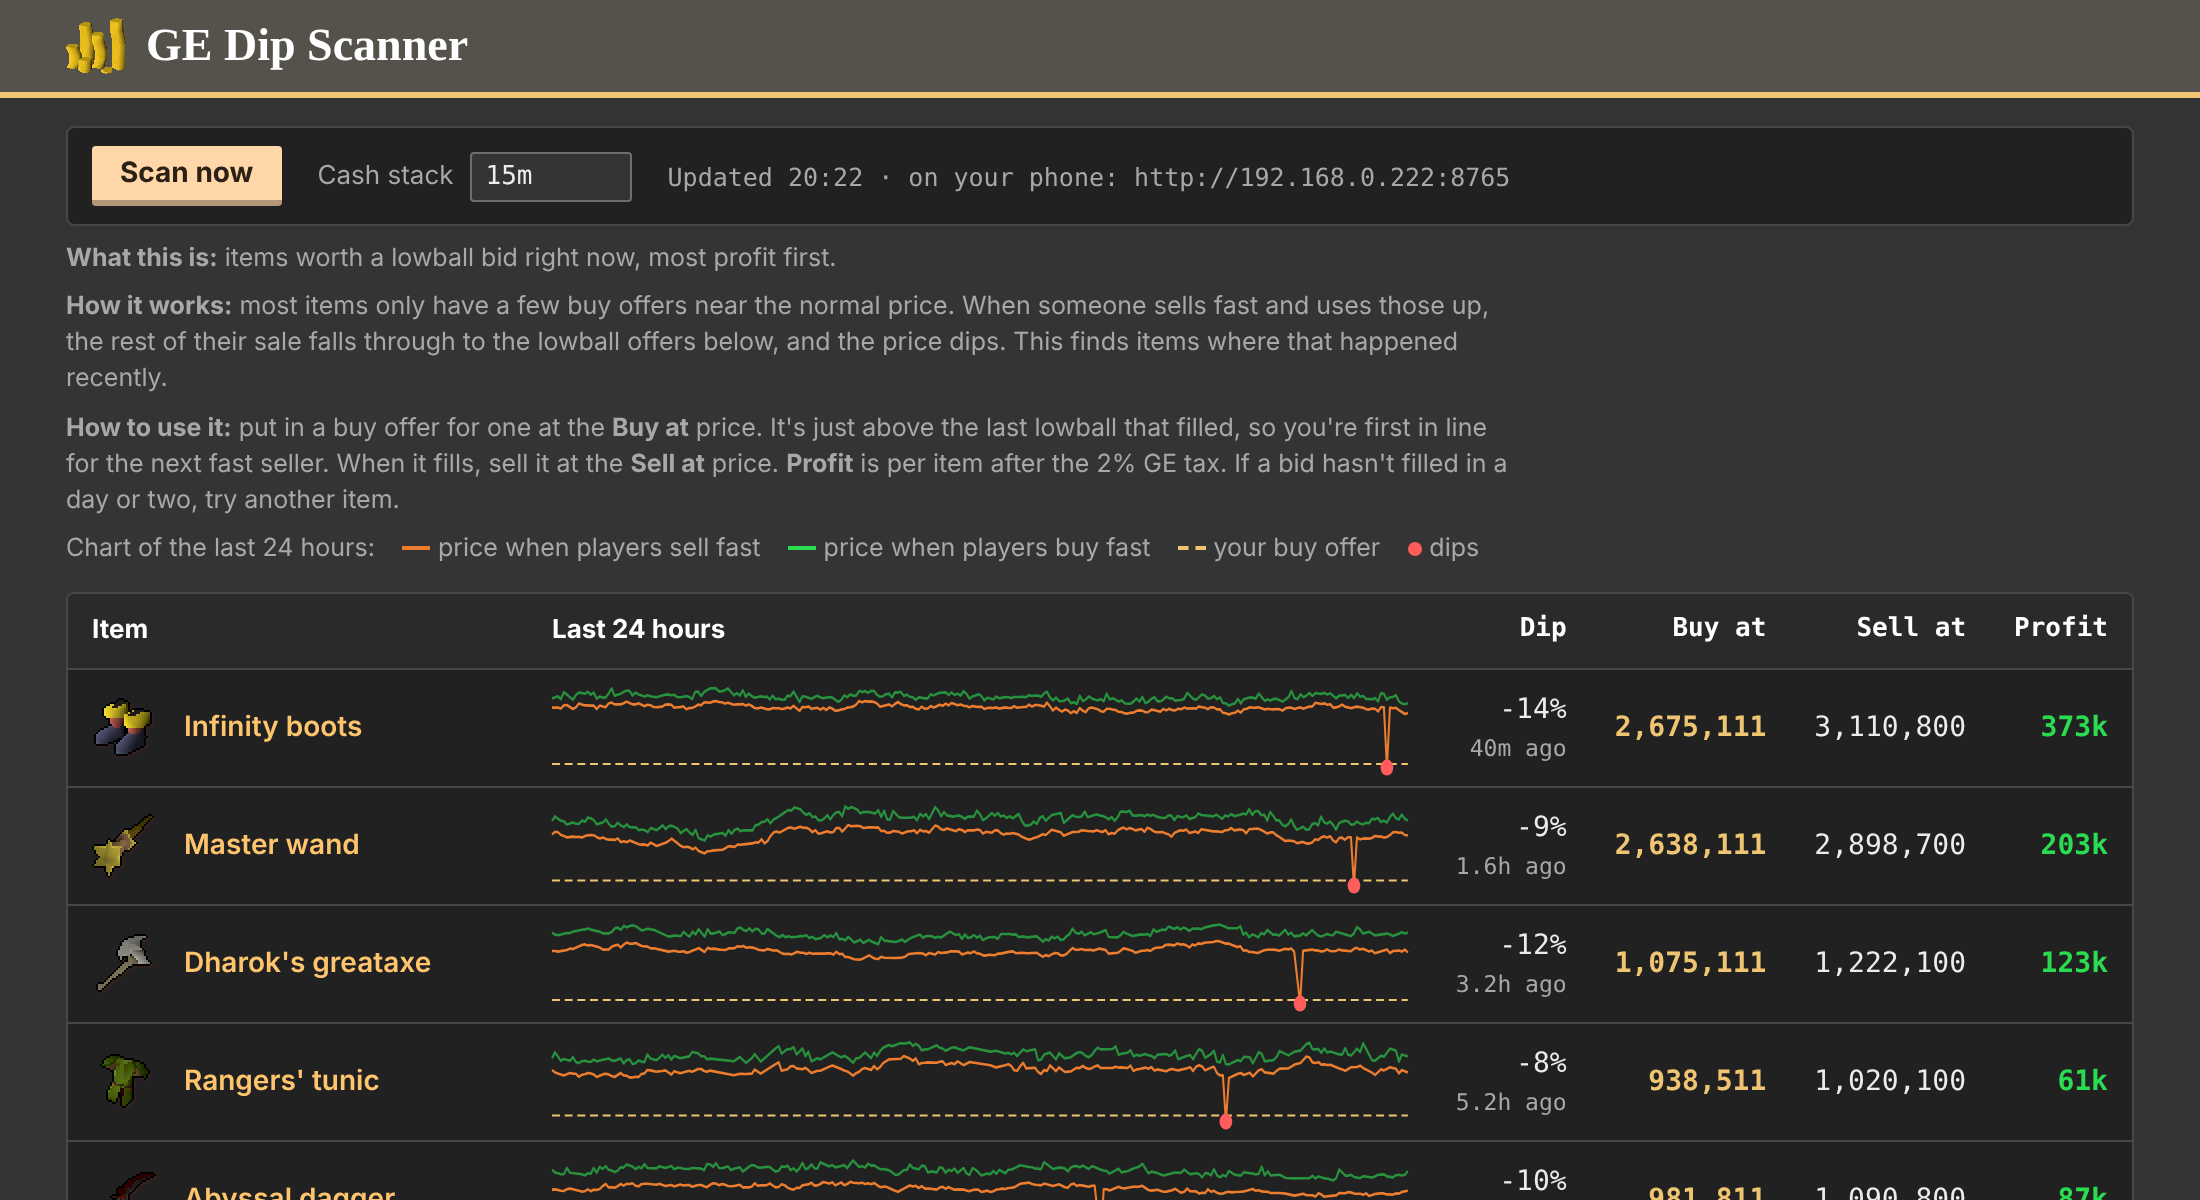 GE Dip Scanner
Scan now Cash stack 15m Updated 20:22 · on your phone: http://192.168.0.222:8765
What this is: items worth a lowball bid right now, most profit first.
How it works: most items only have a few buy offers near the normal price. When someone sells fast and uses those up,
the rest of their sale falls through to the lowball offers below, and the price dips. This finds items where that happened
recently.
How to use it: put in a buy offer for one at the Buy at price. It's just above the last lowball that filled, so you're first in line
for the next fast seller. When it fills, sell it at the Sell at price. Profit is per item after the 2% GE tax. If a bid hasn't filled in a
day or two, try another item.
Chart of the last 24 hours: price when players sell fast price when players buy fast your buy offer dips
Item Last 24 hours Dip Buy at Sell at Profit
Infinity boots -14% 2,675,111 3,110,800 373k
40m ago
Master wand -9% 2,638,111 2,898,700 203k
1.6h ago
Dharok's greataxe -12% 1,075,111 1,222,100 123k
3.2h ago
Rangers' tunic -8% 938,511 1,020,100 61k
5.2h ago
Abyssal dagger -10% 981,811 1,090,800 87k